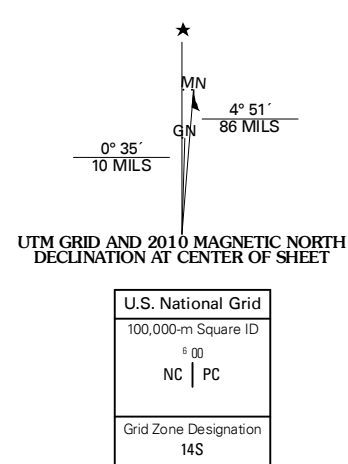 ★
MN
4° 51´
86 MILS
GN
0° 35´
10 MILS
UTM GRID AND 2010 MAGNETIC NORTH
DECLINATION AT CENTER OF SHEET
U.S. National Grid
100,000-m Square ID
6 00
NC | PC
Grid Zone Designation
14S